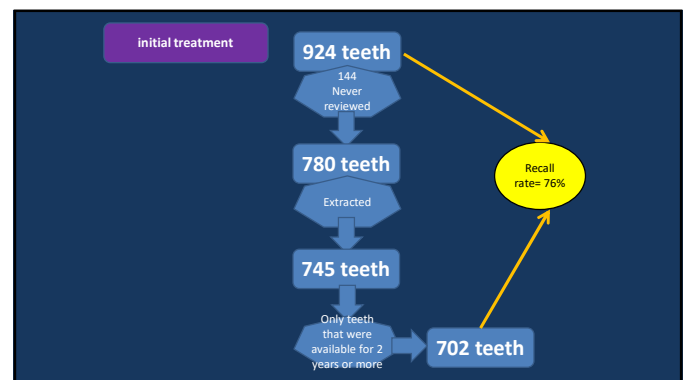 initial treatment
924 teeth
144
Never
reviewed
780 teeth
Extracted
745 teeth
Only teeth
that were
available for 2
years or more
702 teeth
Recall
rate= 76%